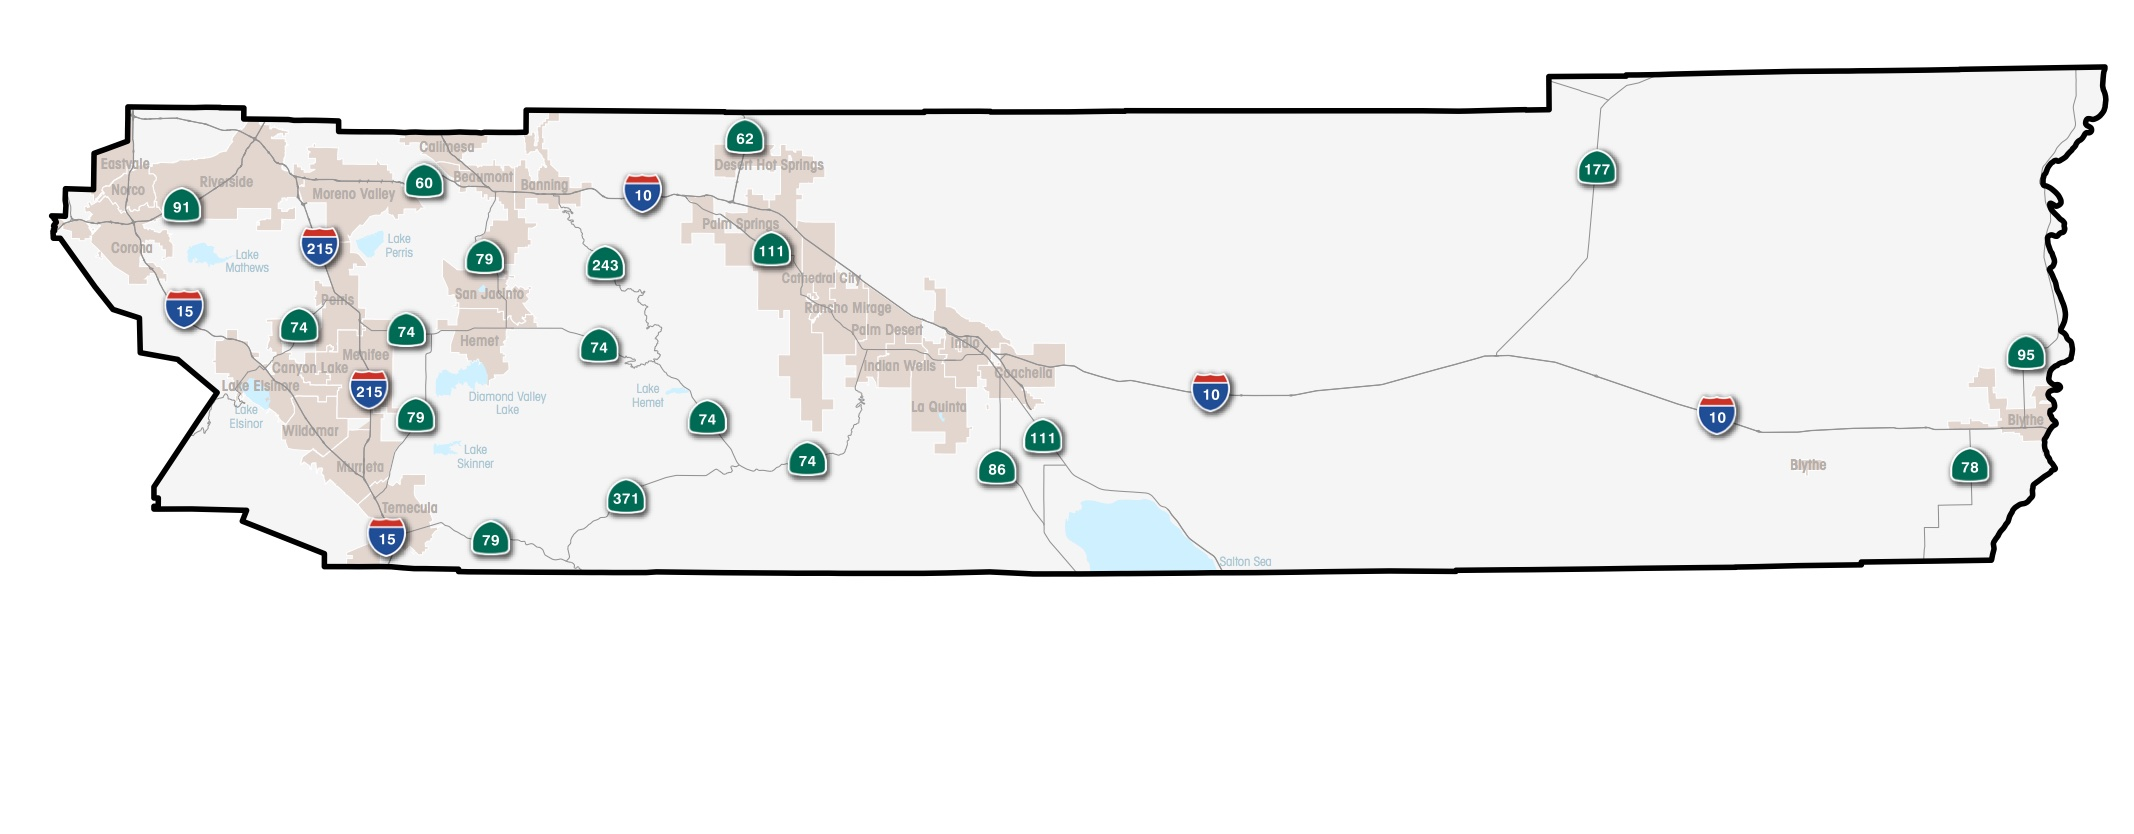 62
Calimesa
Eastvale
Desert Hot Springs
177
Beaumont
Riverside
60
Banning
Norco
Moreno Valley
10
91
Palm Springs
Lake
Perris
215
Corona
111
Lake
Mathews
79
243
Cathedral City
San Jacinto
Perris
15
Rancho Mirage
74
74
Palm Desert
Hemet
Indio
74
Menifee
95
Canyon Lake
Indian Wells
Coachella
Lake Elsinore
215
10
Lake
Hemet
Diamond Valley
Lake
Lake
Elsinor
La Quinta
79
74
10
Blythe
Wildomar
111
Lake
Skinner
74
Murrieta
86
Blythe
78
371
Temecula
15
79
Salton Sea